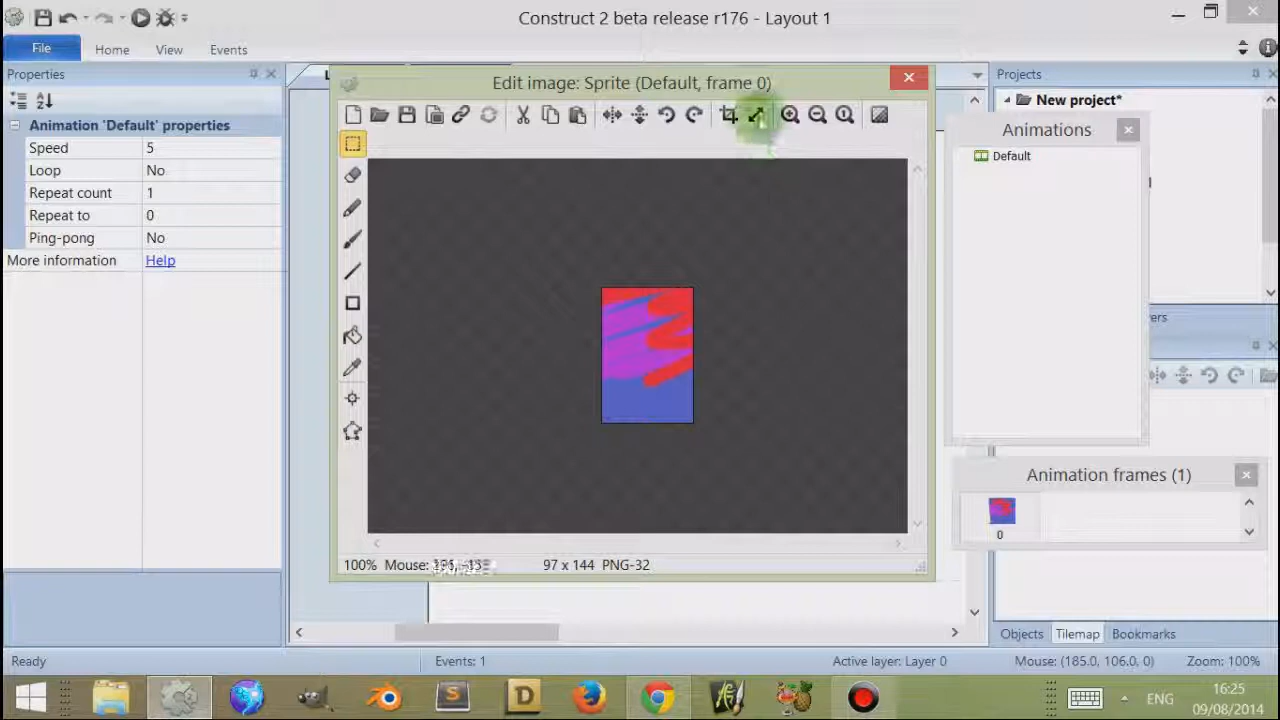 Construct 2 beta release r176 - Layout 1
File
Home
View
Events
Properties
Animation 'Default' properties
Speed 5
Loop No
Repeat count 1
Repeat to 0
Ping-pong No
More information Help
Edit image: Sprite (Default, frame 0)
100% Mouse:
97 x 144 PNG-32
Projects
New project*
Animations
Default
Animation frames (1)
0
Objects
Tilemap
Bookmarks
Ready
Events: 1
Active layer: Layer 0
Mouse: (185.0, 106.0, 0)
Zoom: 100%
ENG
16:25
09/08/2014